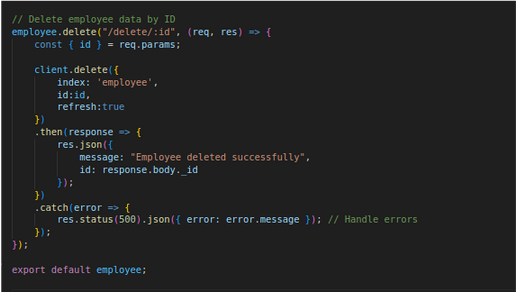 // Delete employee data by ID
employee.delete("/delete/:id", (req, res) => {
    const { id } = req.params;

    client.delete({
        index: 'employee',
        id:id,
        refresh:true
    })
    .then(response => {
        res.json({
            message: "Employee deleted successfully",
            id: response.body._id
        });
    })
    .catch(error => {
        res.status(500).json({ error: error.message }); // Handle errors
    });
});

export default employee;